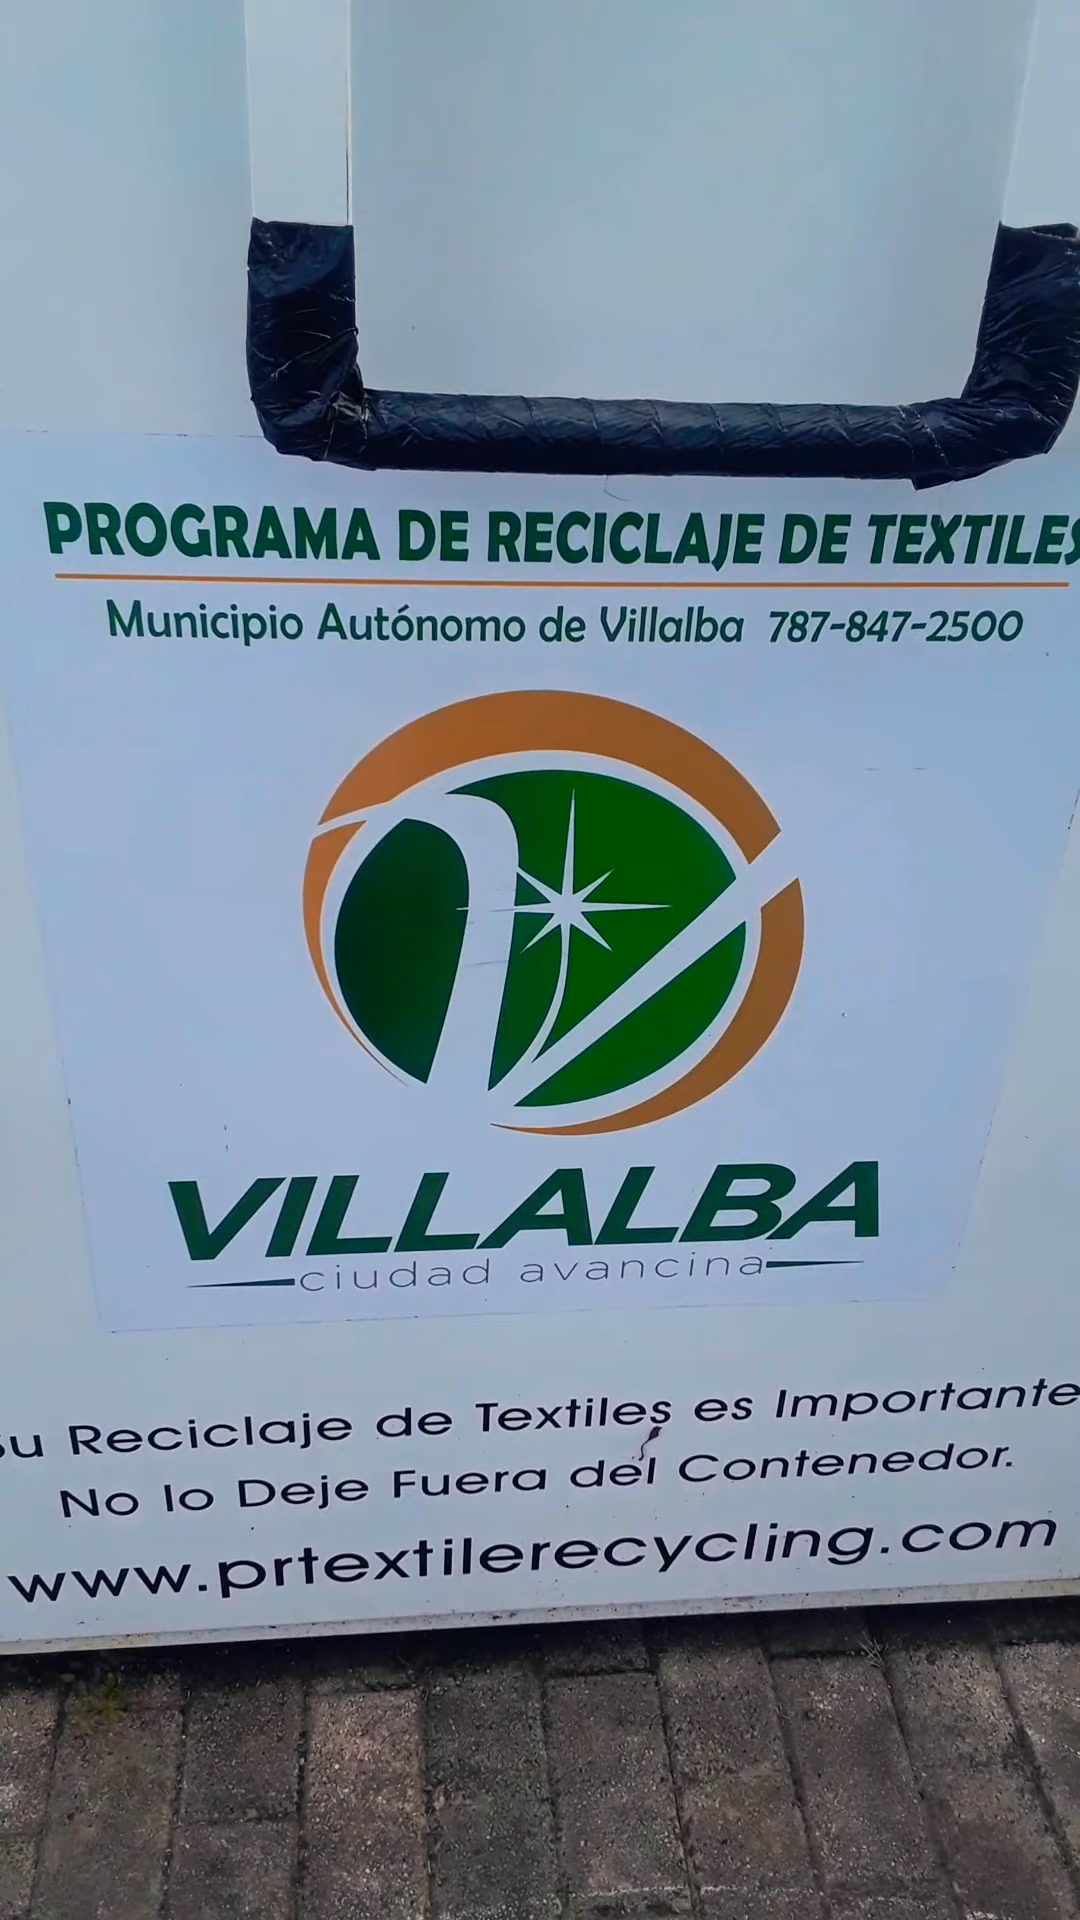 PROGRAMA DE RECICLAJE DE TEXTILES
Municipio Autónomo de Villalba 787-847-2500
VILLALBA
ciudad avancina
Su Reciclaje de Textiles es Importante
No lo Deje Fuera del Contenedor.
www.prtextilerecycling.com